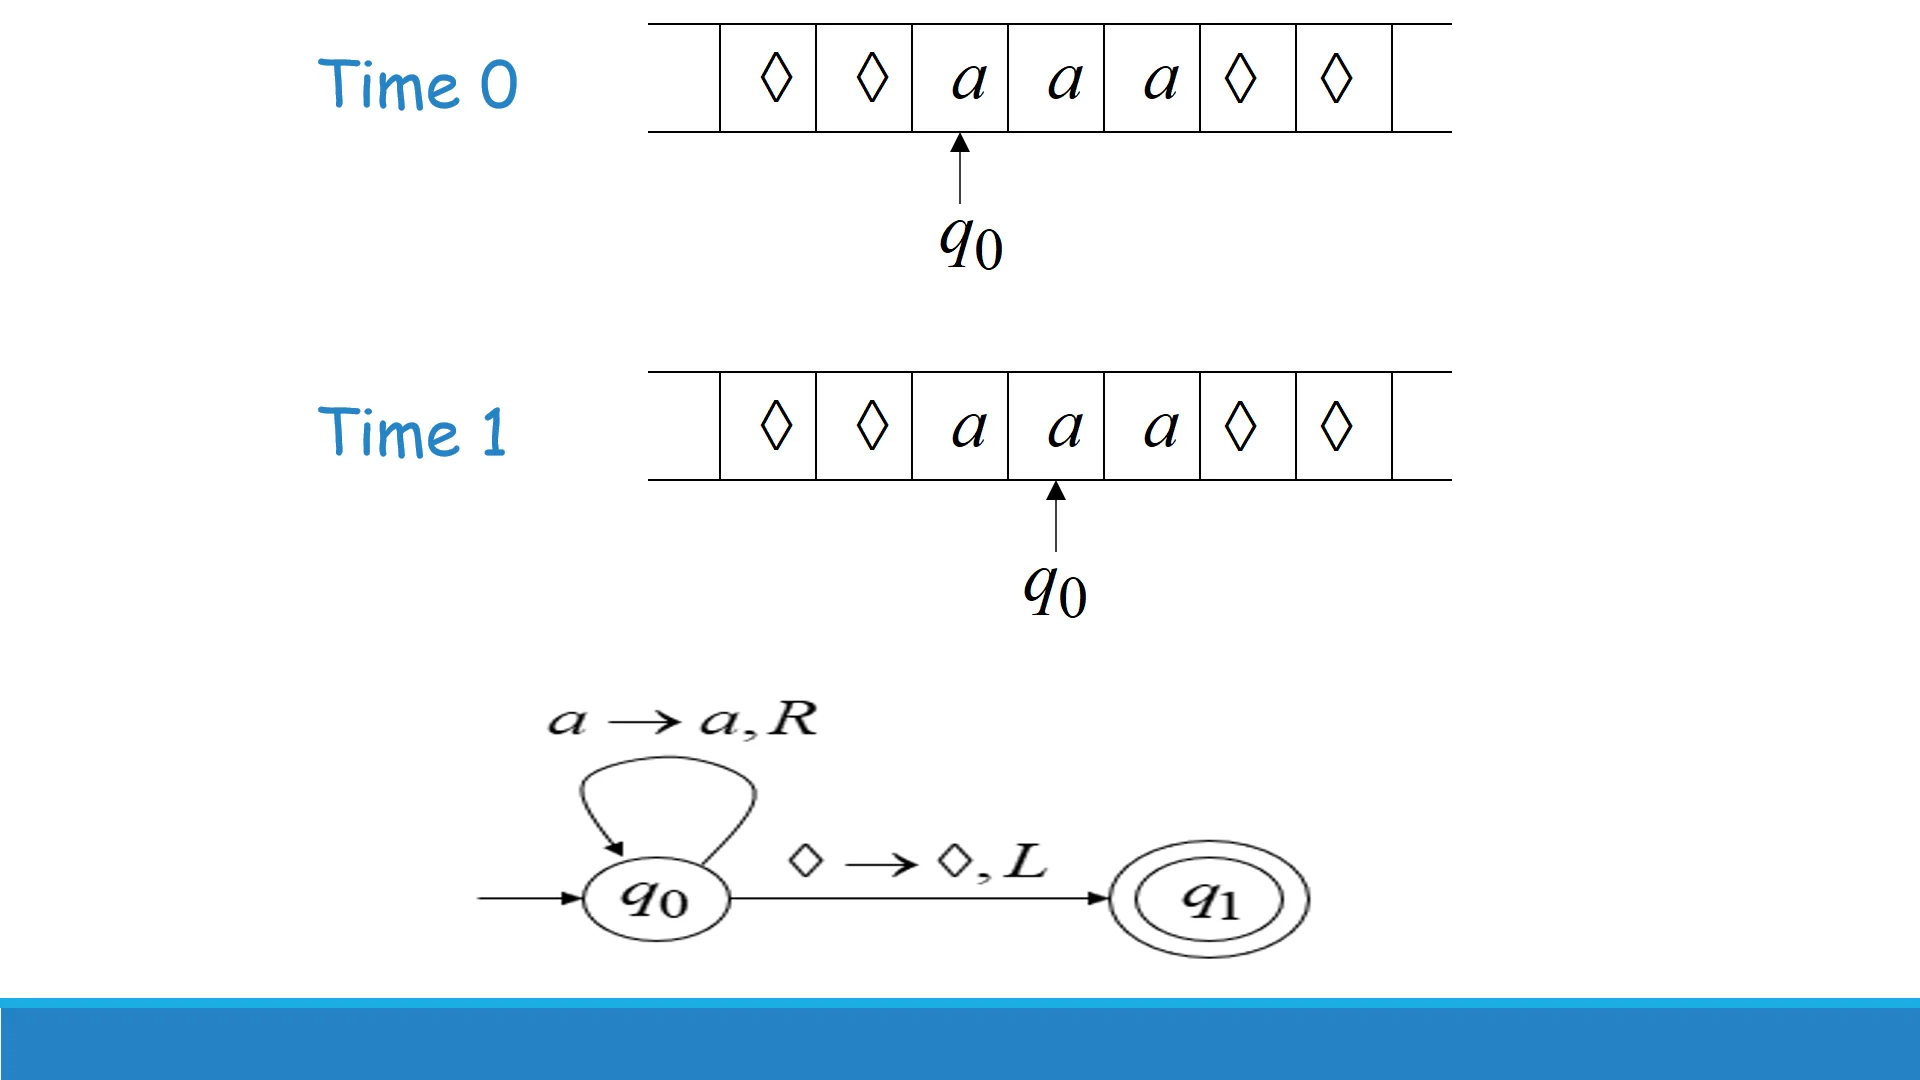 Time 0
◊ ◊ a a a ◊ ◊
q0
Time 1
◊ ◊ a a a ◊ ◊
q0
a → a, R
◊ → ◊, L
q0
q1